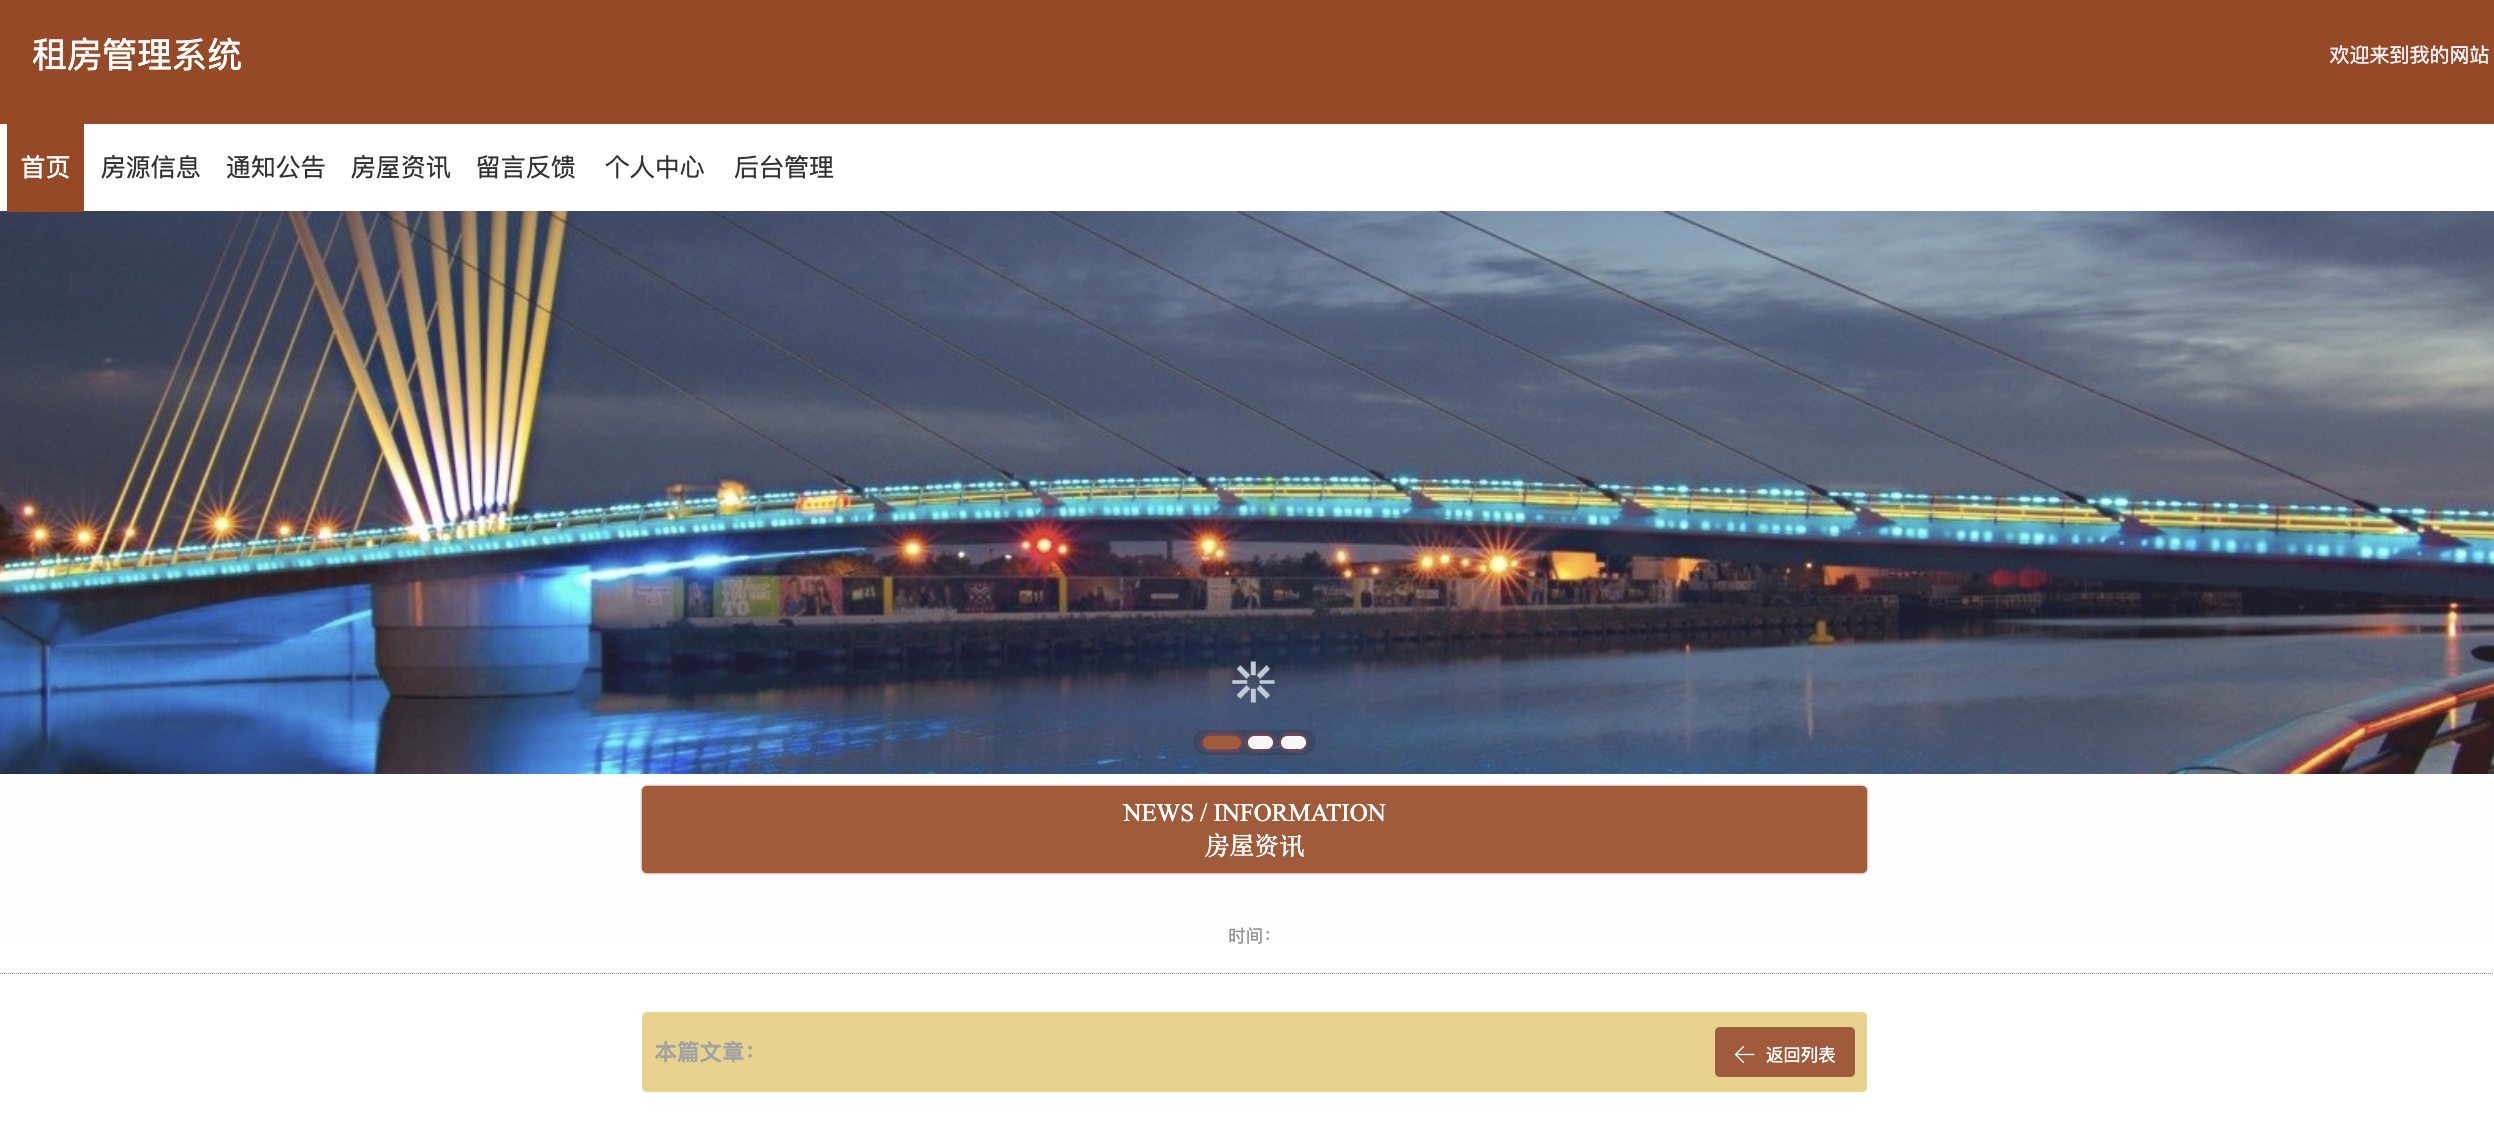 租房管理系统
欢迎来到我的网站
首页 房源信息 通知公告 房屋资讯 留言反馈 个人中心 后台管理
NEWS / INFORMATION
房屋资讯
时间：
本篇文章：
返回列表